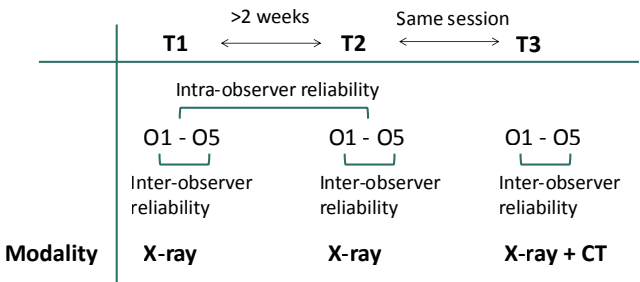 >2 weeks
Same session
T1
T2
T3
Intra-observer reliability
O1 - O5
O1 - O5
O1 - O5
Inter-observer
reliability
Inter-observer
reliability
Inter-observer
reliability
Modality
X-ray
X-ray
X-ray + CT